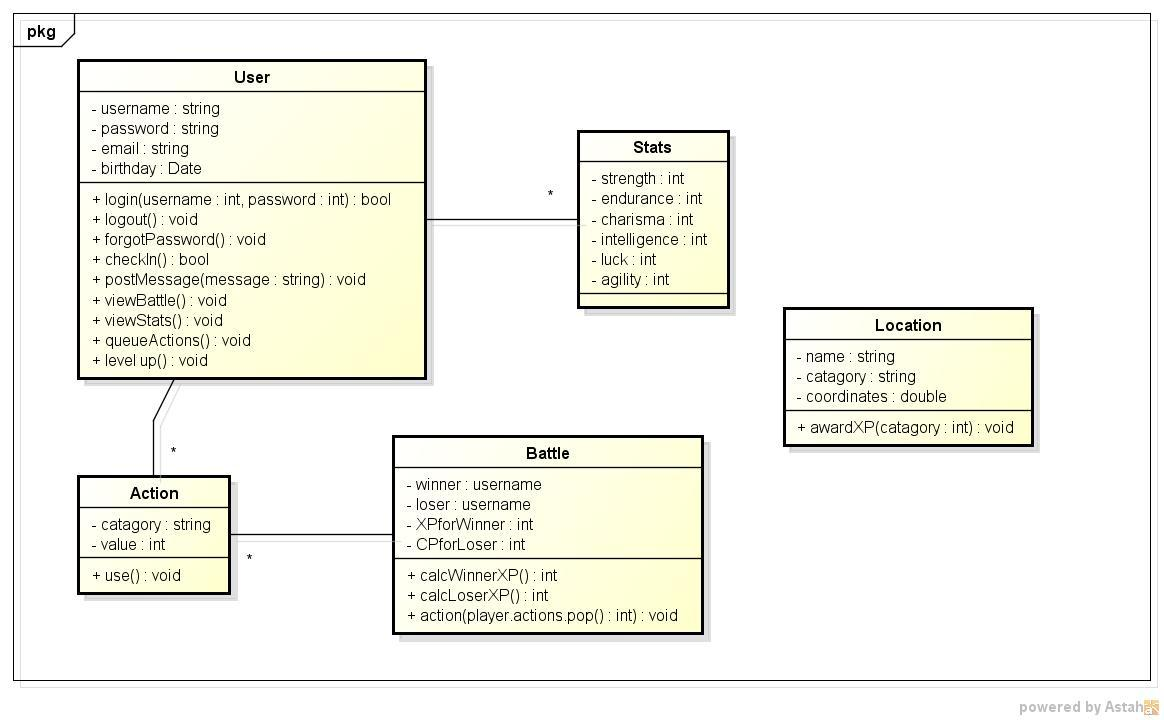 pkg
User
- username : string
- password : string
- email : string
- birthday : Date
+ login(username : int, password : int) : bool
+ logout() : void
+ forgotPassword() : void
+ checkIn() : bool
+ postMessage(message : string) : void
+ viewBattle() : void
+ viewStats() : void
+ queueActions() : void
+ level up() : void
*
Stats
- strength : int
- endurance : int
- charisma : int
- intelligence : int
- luck : int
- agility : int
Location
- name : string
- catagory : string
- coordinates : double
+ awardXP(catagory : int) : void
*
Action
- catagory : string
- value : int
+ use() : void
*
Battle
- winner : username
- loser : username
- XPforWinner : int
- CPforLoser : int
+ calcWinnerXP() : int
+ calcLoserXP() : int
+ action(player.actions.pop() : int) : void
powered by Astah